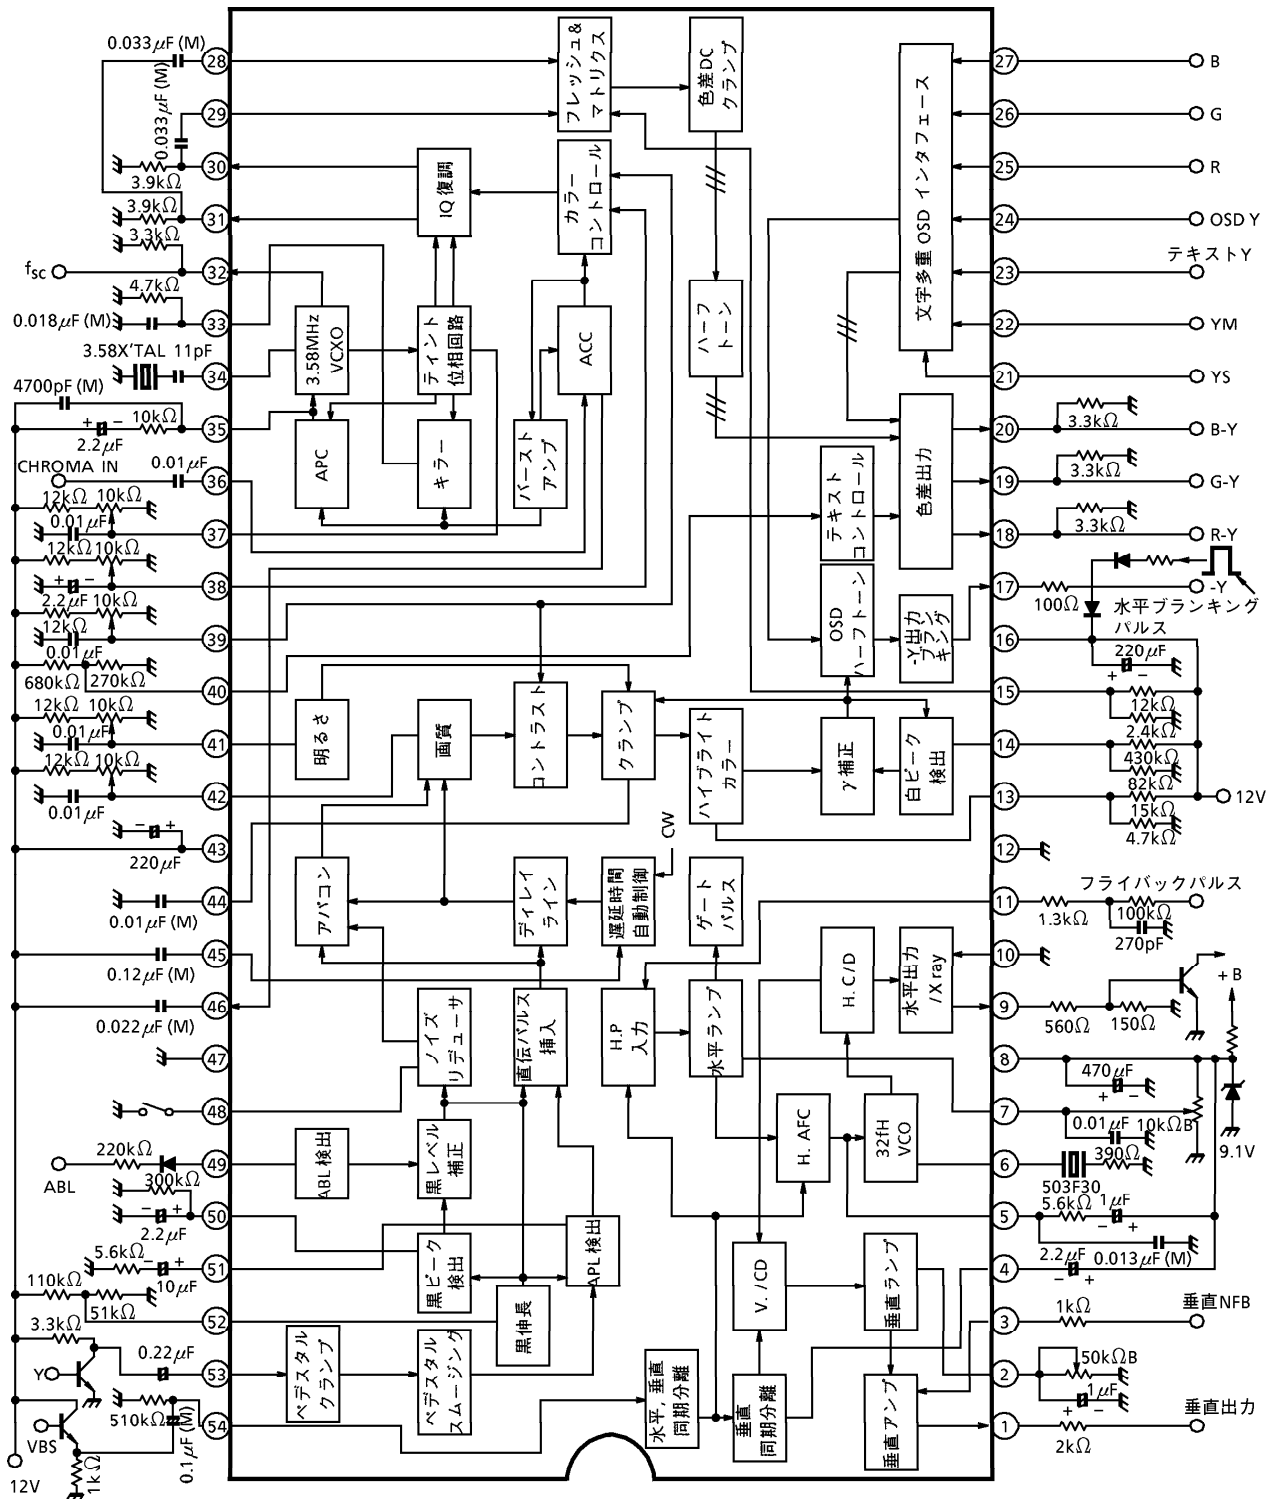 0.033μF (M)
28
0.033μF (M)
29
30
3.9kΩ
3.9kΩ
31
3.3kΩ
fsc
32
4.7kΩ
0.018μF (M)
33
3.58X'TAL 11pF
34
4700pF (M)
10kΩ
35
2.2μF
CHROMA IN
0.01μF
36
12kΩ 10kΩ
0.01μF
37
12kΩ 10kΩ
38
2.2μF 10kΩ
12kΩ
39
0.01μF
680kΩ 270kΩ
40
12kΩ 10kΩ
0.01μF
41
12kΩ 10kΩ
42
0.01μF
43
220μF
44
0.01μF (M)
45
0.12μF (M)
46
0.022μF (M)
47
48
220kΩ
49
ABL
300kΩ
50
2.2μF
5.6kΩ
51
10μF
110kΩ
51kΩ
52
3.3kΩ
0.22μF
Y
53
510kΩ
54
VBS
0.1μF (M)
1kΩ
12V
フレッシュ&
マトリクス
色差DC
クランプ
IQ 復調
カラー
コントロール
文字多重 OSD インタフェース
3.58MHz
VCXO
ティント
位相回路
ACC
ハーフ
トーン
APC
キラー
バースト
アンプ
テキスト
コントロール
色差出力
OSD
ハーフトーン
-Y出力
ブランキング
明るさ
画質
コントラスト
クランプ
ハイブライト
カラー
γ補正
白ピーク
検出
CW
アパコン
ディレイ
ライン
遅延時間
自動制御
ゲート
パルス
ノイズ
リデューサ
直伝パルス
挿入
H.P
入力
水平ランプ
H. C/D
水平出力
/Xray
ABL 検出
黒レベル
補正
H. AFC
32fH
VCO
黒ピーク
検出
APL 検出
V. /CD
垂直ランプ
黒伸長
ペデスタル
クランプ
ペデスタル
スムージング
水平, 垂直
同期分離
垂直
同期分離
垂直アンプ
27
B
26
G
25
R
24
OSD Y
テキストY
23
22
YM
21
YS
20
3.3kΩ
B-Y
19
3.3kΩ
G-Y
18
3.3kΩ
R-Y
17
100Ω
-Y
水平ブランキング
パルス
16
220μF
15
12kΩ
2.4kΩ
14
430kΩ
82kΩ
13
12V
15kΩ
4.7kΩ
12
フライバックパルス
11
1.3kΩ
100kΩ
270pF
10
+B
9
560Ω
150Ω
8
470μF
7
0.01μF 10kΩB
9.1V
6
390Ω
503F30
5.6kΩ 1μF
5
2.2μF
0.013μF (M)
4
垂直NFB
1kΩ
3
50kΩB
2
1μF
垂直出力
1
2kΩ